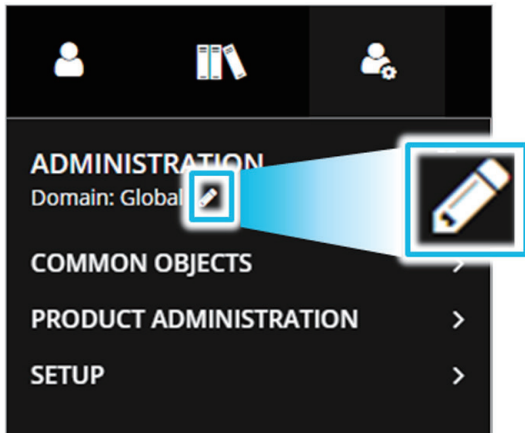 ADMINISTRATION
Domain: Global
COMMON OBJECTS
PRODUCT ADMINISTRATION
SETUP